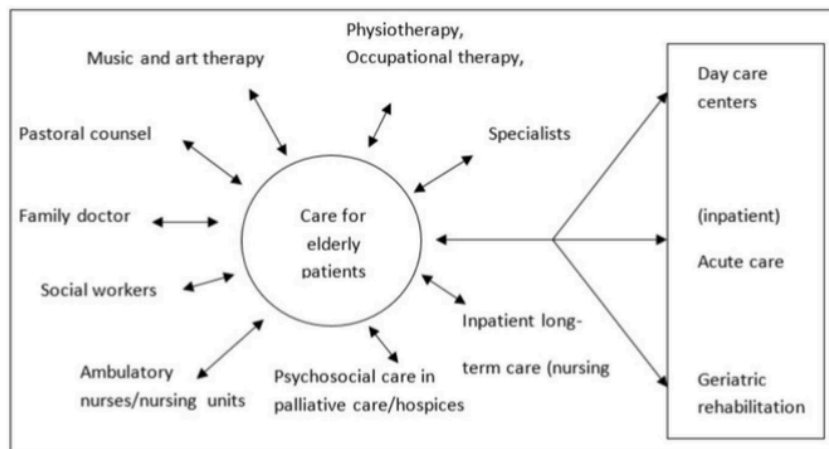 Physiotherapy,
Occupational therapy,
Music and art therapy
Pastoral counsel
Specialists
Family doctor
Social workers
Care for
elderly
patients
Ambulatory
nurses/nursing units
Psychosocial care in
palliative care/hospices
Inpatient long-
term care (nursing
Day care
centers
(inpatient)
Acute care
Geriatric
rehabilitation